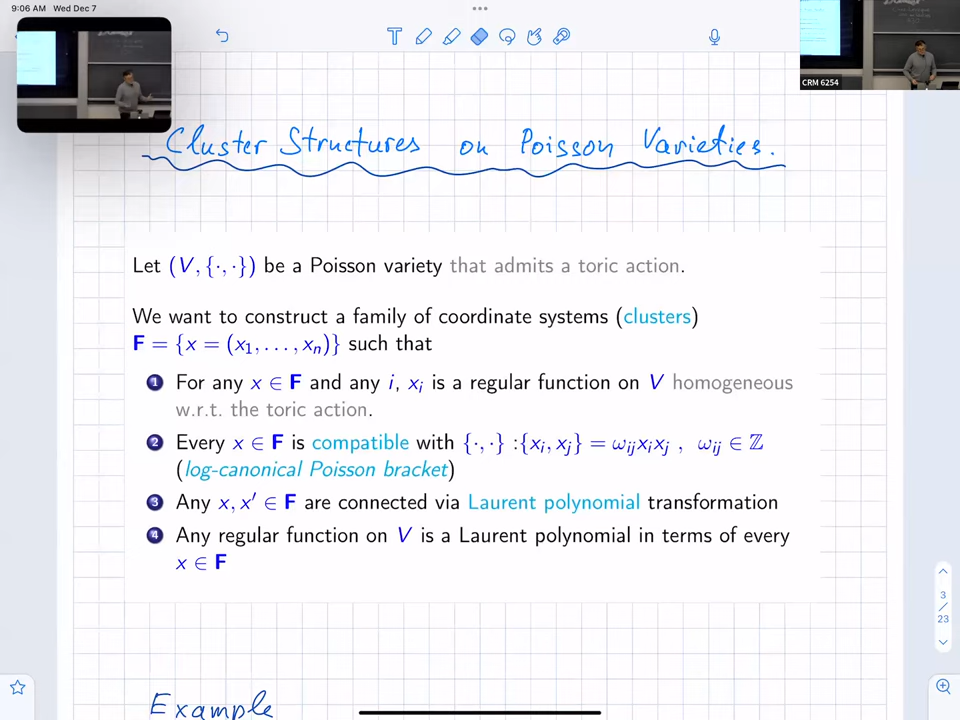 9:06 AM Wed Dec 7
CRM 6254
Cluster Structures on Poisson Varieties.
Let (V, {·, ·}) be a Poisson variety that admits a toric action.
We want to construct a family of coordinate systems (clusters)
F = {x = (x₁, . . . , xₙ)} such that
1 For any x ∈ F and any i, xᵢ is a regular function on V homogeneous
w.r.t. the toric action.
2 Every x ∈ F is compatible with {·, ·} :{xᵢ, xⱼ} = ωᵢⱼxᵢxⱼ , ωᵢⱼ ∈ ℤ
(log-canonical Poisson bracket)
3 Any x, x′ ∈ F are connected via Laurent polynomial transformation
4 Any regular function on V is a Laurent polynomial in terms of every
x ∈ F
3
/
23
Example